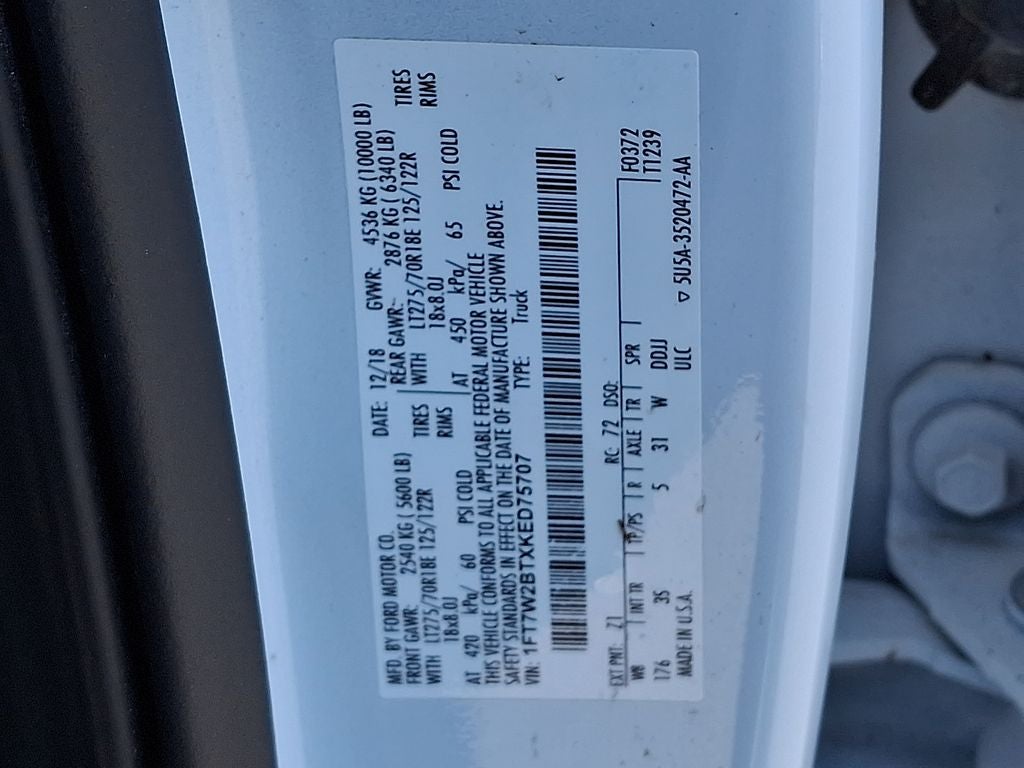 MFD. BY FORD MOTOR CO.
DATE: 12/18 GVWR: 4536 KG (10000 LB)
FRONT GAWR: 2540 KG ( 5600 LB) REAR GAWR: 2876 KG ( 6340 LB)
WITH LT275/70R18E 125/122R TIRES WITH LT275/70R18E 125/122R TIRES
18x8.0J RIMS 18x8.0J RIMS
AT 420 kPa/ 60 PSI COLD AT 450 kPa/ 65 PSI COLD
THIS VEHICLE CONFORMS TO ALL APPLICABLE FEDERAL MOTOR VEHICLE
SAFETY STANDARDS IN EFFECT ON THE DATE OF MANUFACTURE SHOWN ABOVE.
VIN: 1FT7W2BTXKED75707 TYPE: Truck
EXT PNT: Z1 RC: 72 DSO: F0372
WB INT TR TP/PS R AXLE TR SPR T1239
176 3S 5 31 W DDJJ
MADE IN U.S.A. ULC ▽ 5U5A-3520472-AA